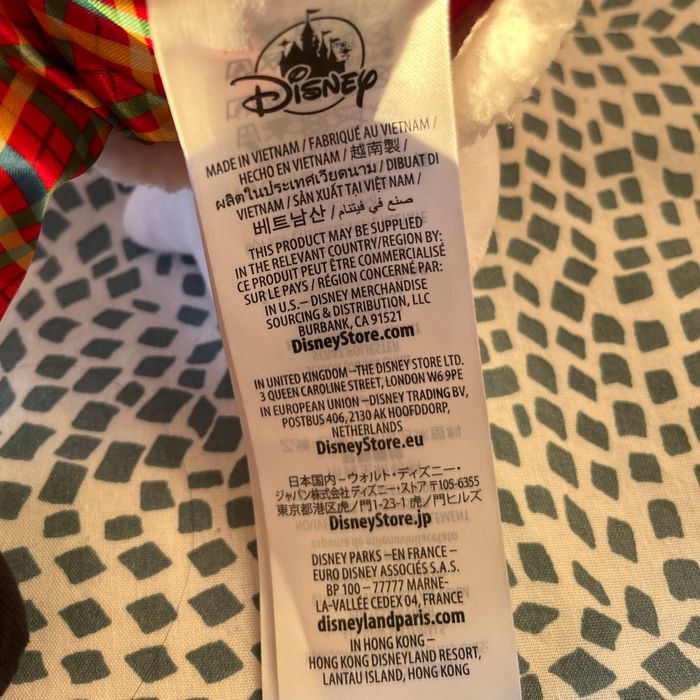 Disney
MADE IN VIETNAM / FABRIQUÉ AU VIETNAM /
HECHO EN VIETNAM / 越南製 /
ผลิตในประเทศเวียดนาม / DIBUAT DI
VIETNAM / SẢN XUẤT TẠI VIỆT NAM /
베트남산 / صنع في فيتنام
THIS PRODUCT MAY BE SUPPLIED
IN THE RELEVANT COUNTRY/REGION BY:
CE PRODUIT PEUT ÊTRE COMMERCIALISÉ
SUR LE PAYS / RÉGION CONCERNÉ PAR:
IN U.S.– DISNEY MERCHANDISE
SOURCING & DISTRIBUTION, LLC
BURBANK, CA 91521
DisneyStore.com
IN UNITED KINGDOM –THE DISNEY STORE LTD.
3 QUEEN CAROLINE STREET, LONDON W6 9PE
IN EUROPEAN UNION –DISNEY TRADING BV,
POSTBUS 406, 2130 AK HOOFDDORP,
NETHERLANDS
DisneyStore.eu
日本国内 – ウォルト・ディズニー・
ジャパン株式会社 ディズニー・ストア 〒105-6355
東京都港区虎ノ門1-23-1 虎ノ門ヒルズ
DisneyStore.jp
DISNEY PARKS –EN FRANCE –
EURO DISNEY ASSOCIÉS S.A.S.
BP 100 – 77777 MARNE-
LA-VALLÉE CEDEX 04, FRANCE
disneylandparis.com
IN HONG KONG –
HONG KONG DISNEYLAND RESORT,
LANTAU ISLAND, HONG KONG